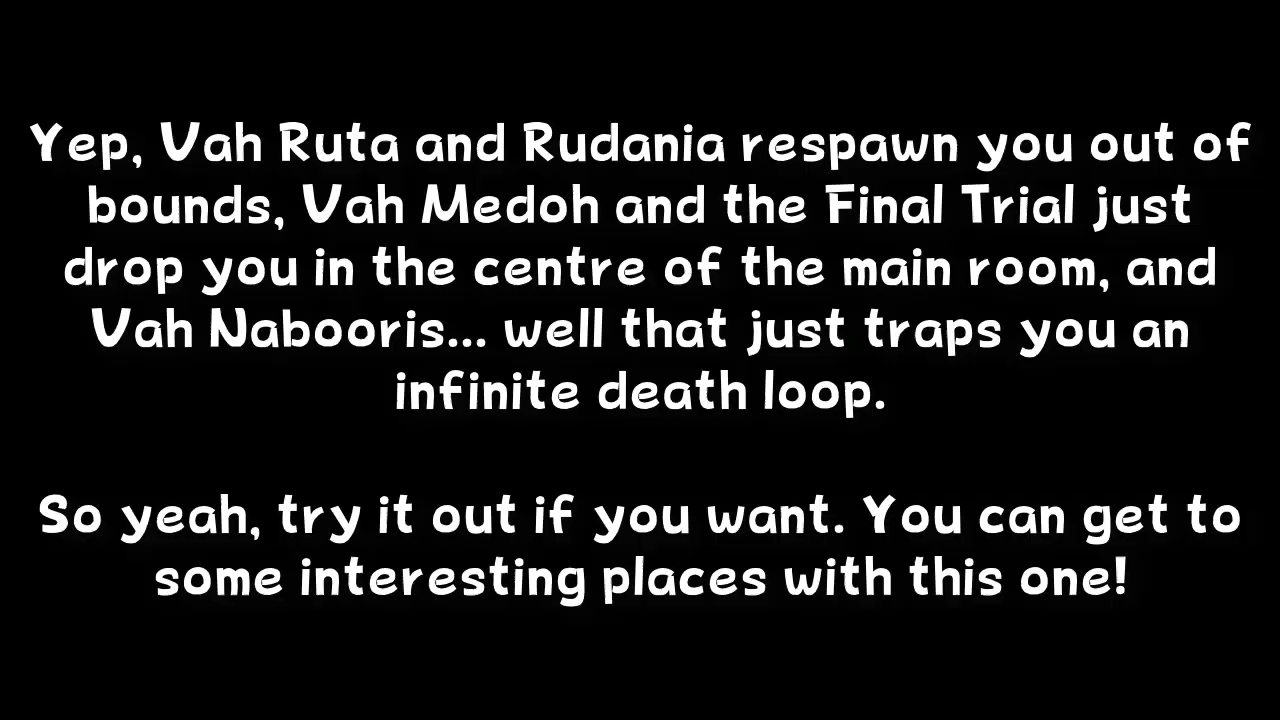 Yep, Vah Ruta and Rudania respawn you out of
bounds, Vah Medoh and the Final Trial just
drop you in the centre of the main room, and
Vah Nabooris... well that just traps you an
infinite death loop.
So yeah, try it out if you want. You can get to
some interesting places with this one!